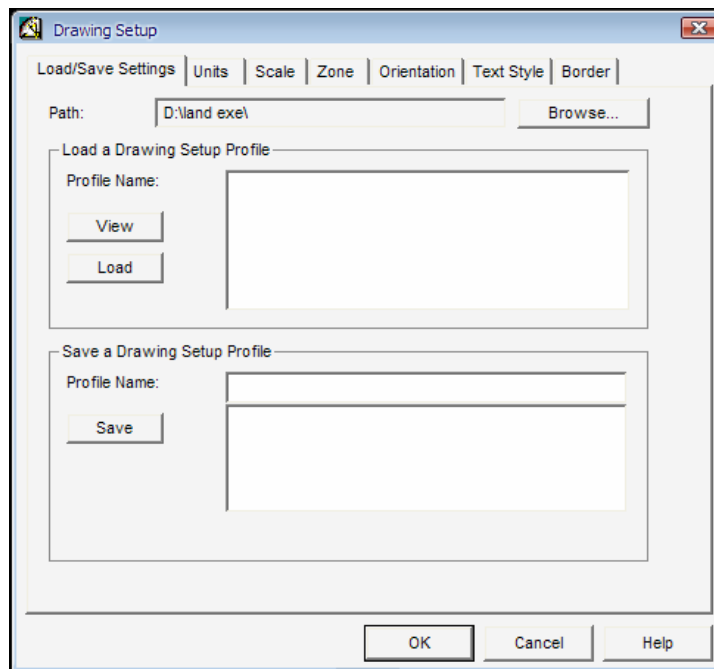 Drawing Setup
Load/Save Settings Units Scale Zone Orientation Text Style Border
Path: D:\land exe\ Browse...
Load a Drawing Setup Profile
Profile Name:
View
Load
Save a Drawing Setup Profile
Profile Name:
Save
OK Cancel Help